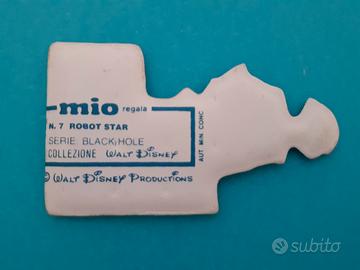 mio regala
N. 7 ROBOT STAR
SERIE BLACK HOLE
COLLEZIONE WALT DISNEY
© WALT DISNEY PRODUCTIONS
AUT MIN CONC
subito